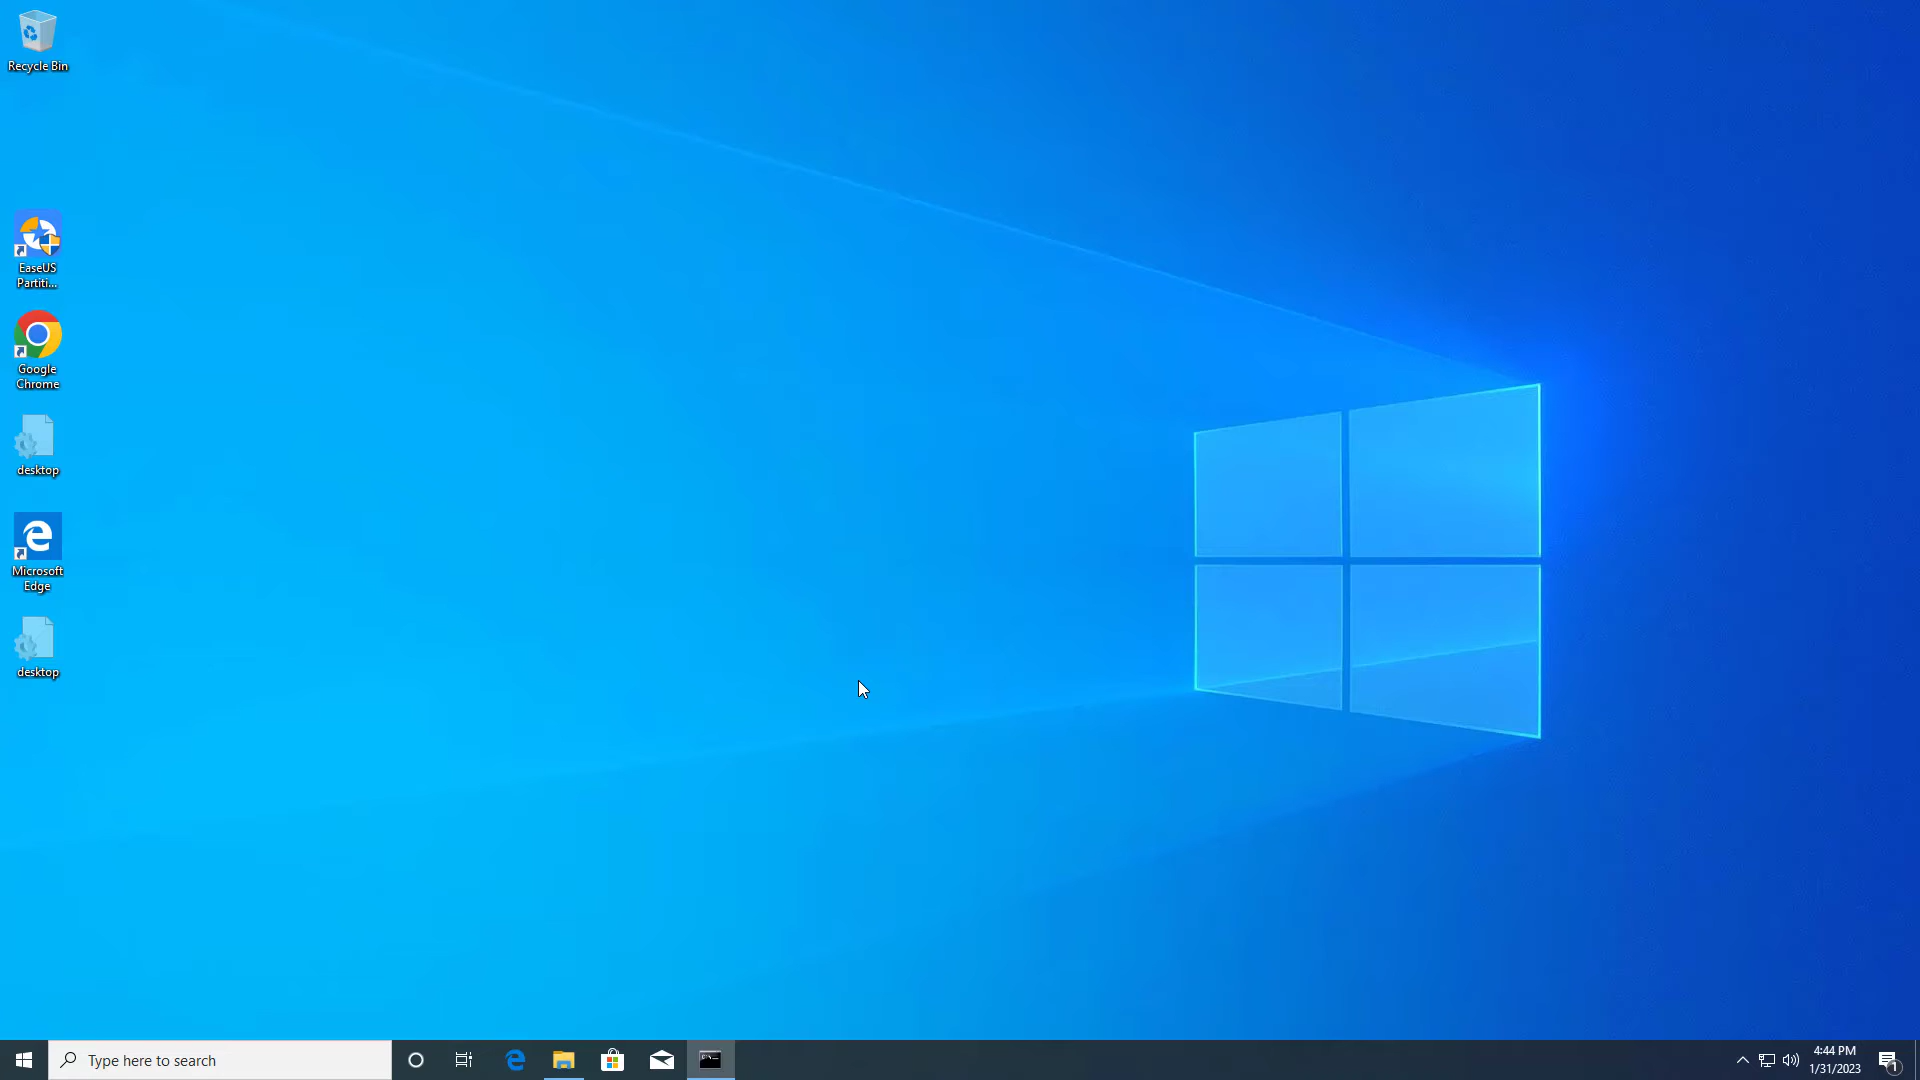 Recycle Bin
EaseUS
Partiti...
Google
Chrome
desktop
Microsoft
Edge
desktop
Type here to search
4:44 PM
1/31/2023
1